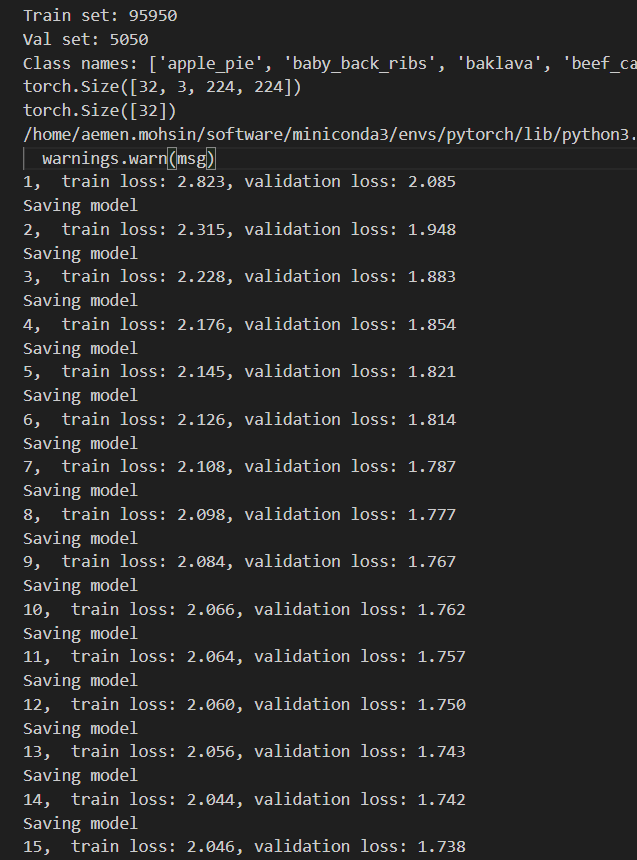 Train set: 95950
Val set: 5050
Class names: ['apple_pie', 'baby_back_ribs', 'baklava', 'beef_ca
torch.Size([32, 3, 224, 224])
torch.Size([32])
/home/aemen.mohsin/software/miniconda3/envs/pytorch/lib/python3.
warnings.warn(msg)
1,  train loss: 2.823, validation loss: 2.085
Saving model
2,  train loss: 2.315, validation loss: 1.948
Saving model
3,  train loss: 2.228, validation loss: 1.883
Saving model
4,  train loss: 2.176, validation loss: 1.854
Saving model
5,  train loss: 2.145, validation loss: 1.821
Saving model
6,  train loss: 2.126, validation loss: 1.814
Saving model
7,  train loss: 2.108, validation loss: 1.787
Saving model
8,  train loss: 2.098, validation loss: 1.777
Saving model
9,  train loss: 2.084, validation loss: 1.767
Saving model
10,  train loss: 2.066, validation loss: 1.762
Saving model
11,  train loss: 2.064, validation loss: 1.757
Saving model
12,  train loss: 2.060, validation loss: 1.750
Saving model
13,  train loss: 2.056, validation loss: 1.743
Saving model
14,  train loss: 2.044, validation loss: 1.742
Saving model
15,  train loss: 2.046, validation loss: 1.738